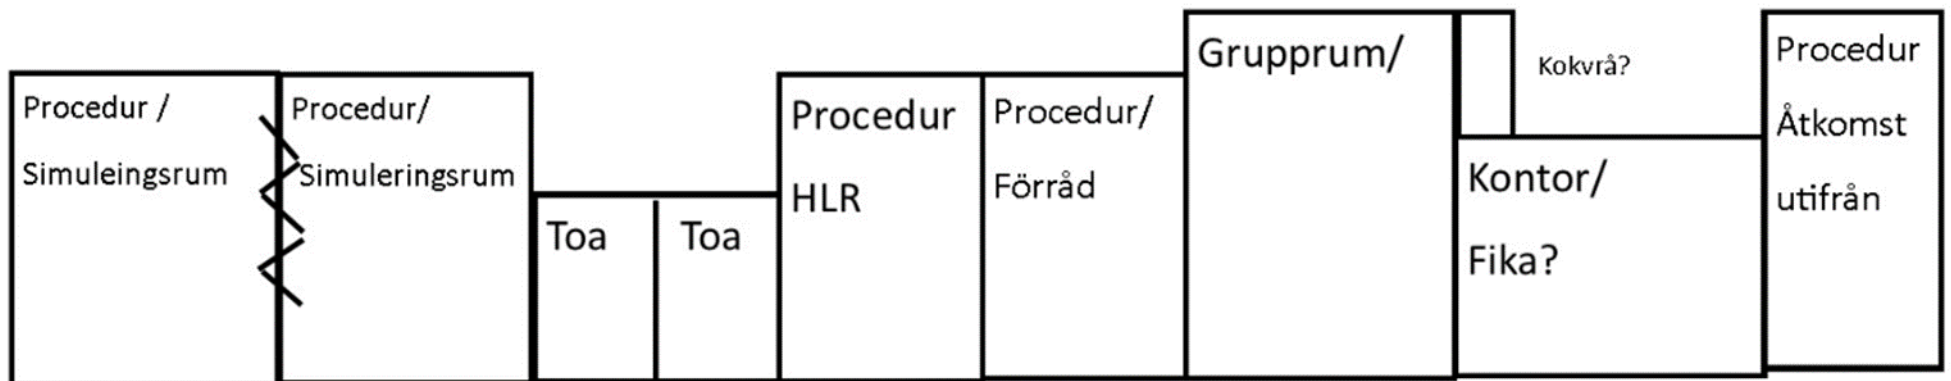 Procedur /
Simuleingsrum
Procedur/
Simuleringsrum
Toa
Toa
Procedur
HLR
Procedur/
Förråd
Grupprum/
Kokvrå?
Kontor/
Fika?
Procedur
Åtkomst
utifrån